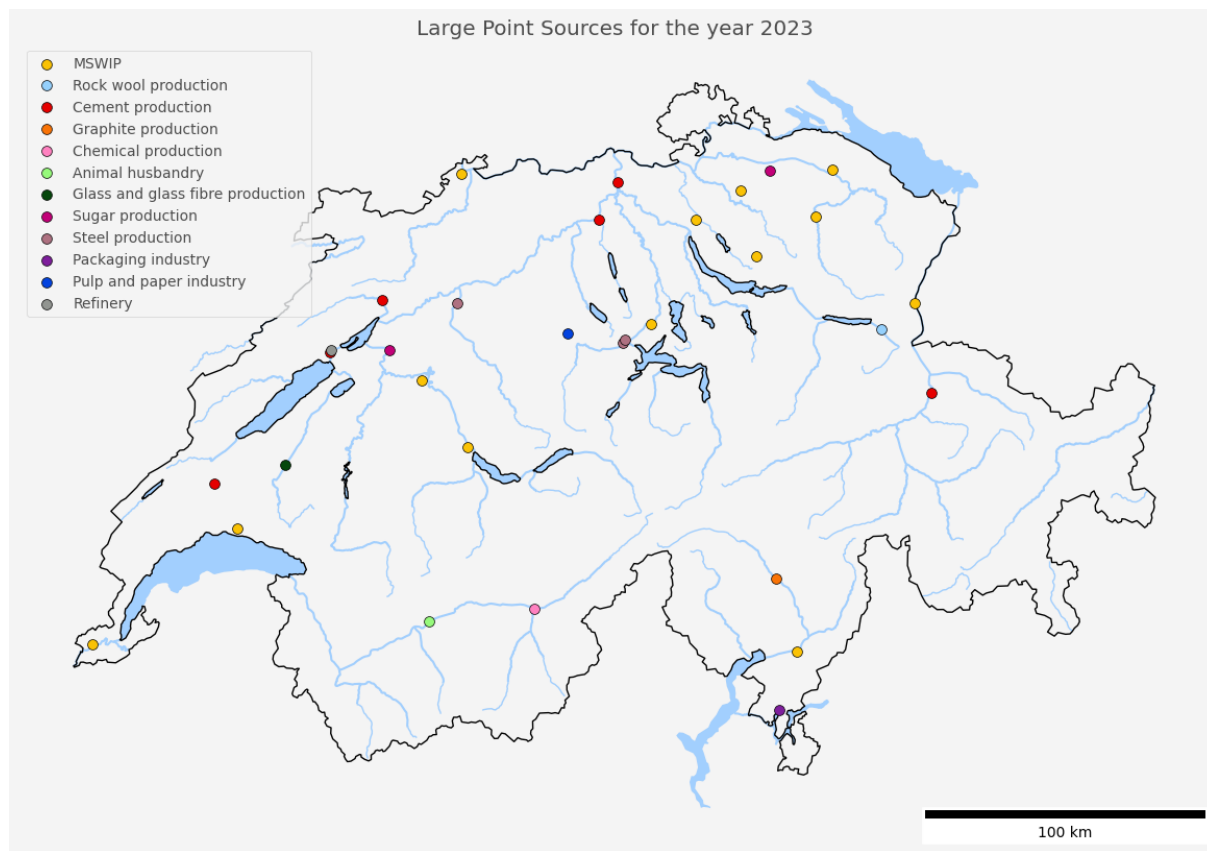 Large Point Sources for the year 2023
MSWIP
Rock wool production
Cement production
Graphite production
Chemical production
Animal husbandry
Glass and glass fibre production
Sugar production
Steel production
Packaging industry
Pulp and paper industry
Refinery
100 km